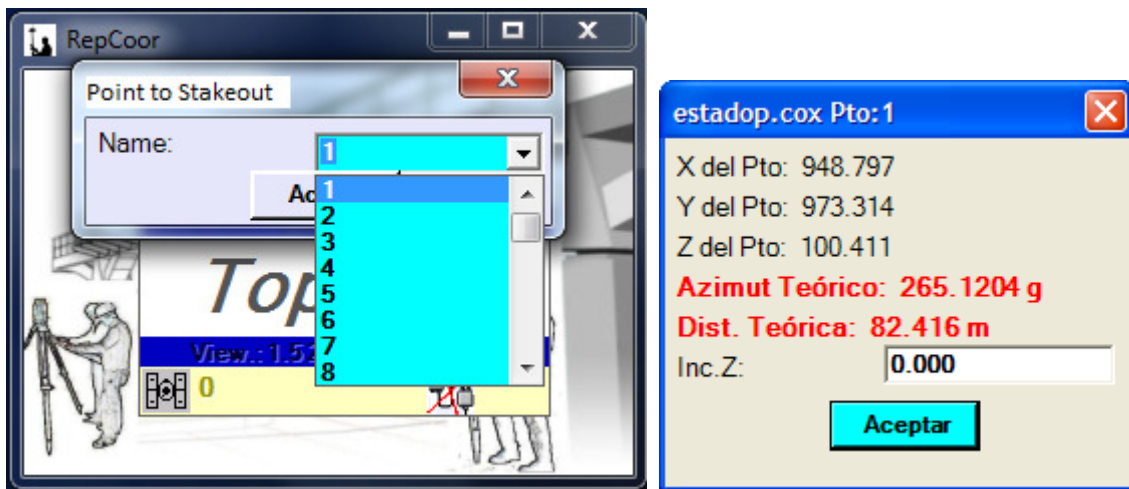 RepCoor
Point to Stakeout
Name:
1
1
2
3
4
5
6
7
8
0
estadop.cox Pto:1
X del Pto: 948.797
Y del Pto: 973.314
Z del Pto: 100.411
Azimut Teórico: 265.1204 g
Dist. Teórica: 82.416 m
Inc.Z:
0.000
Aceptar